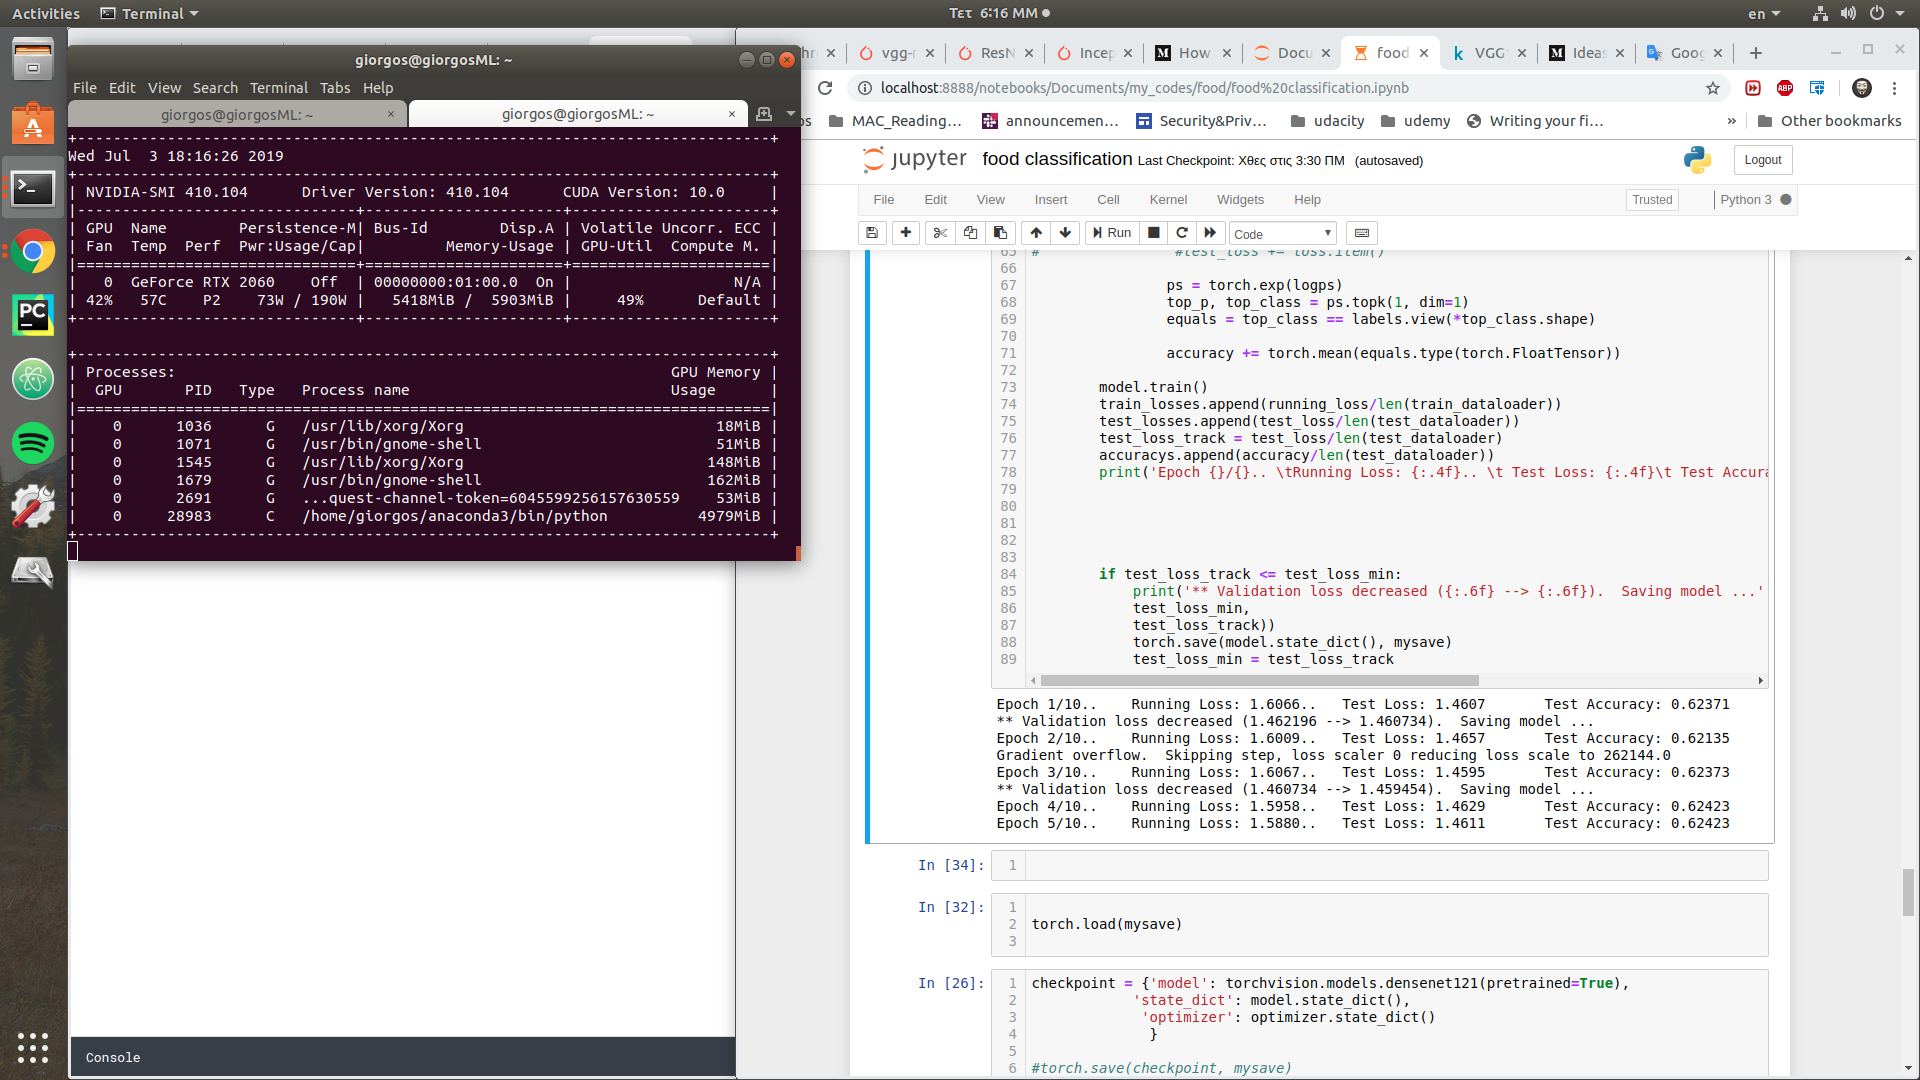 Activities
Terminal
Τετ 6:16 ΜΜ
en
giorgos@giorgosML: ~
File Edit View Search Terminal Tabs Help
giorgos@giorgosML: ~ ×
giorgos@giorgosML: ~ ×
+-----------------------------------------------------------------------------+
Wed Jul  3 18:16:26 2019
+-----------------------------------------------------------------------------+
| NVIDIA-SMI 410.104      Driver Version: 410.104      CUDA Version: 10.0     |
|-------------------------------+----------------------+----------------------+
| GPU  Name        Persistence-M| Bus-Id        Disp.A | Volatile Uncorr. ECC |
| Fan  Temp  Perf  Pwr:Usage/Cap|         Memory-Usage | GPU-Util  Compute M. |
|===============================+======================+======================|
|   0  GeForce RTX 2060    Off  | 00000000:01:00.0  On |                  N/A |
| 42%   57C    P2    73W / 190W |   5418MiB /  5903MiB |     49%      Default |
+-------------------------------+----------------------+----------------------+
+-----------------------------------------------------------------------------+
| Processes:                                                       GPU Memory |
|  GPU       PID   Type   Process name                             Usage      |
|=============================================================================|
|    0      1036      G   /usr/lib/xorg/Xorg                            18MiB |
|    0      1071      G   /usr/bin/gnome-shell                          51MiB |
|    0      1545      G   /usr/lib/xorg/Xorg                           148MiB |
|    0      1679      G   /usr/bin/gnome-shell                         162MiB |
|    0      2691      G   ...quest-channel-token=6045599256157630559    53MiB |
|    0     28983      C   /home/giorgos/anaconda3/bin/python          4979MiB |
+-----------------------------------------------------------------------------+
PC
Console
vgg-r ×
ResN ×
Incep ×
M How ×
Docu ×
food ×
k VGG ×
M Ideas ×
Goog ×
localhost:8888/notebooks/Documents/my_codes/food/food%20classification.ipynb
ABP
MAC_Reading...
announcemen...
Security&Priv...
udacity
udemy
Writing your fi...
»
Other bookmarks
jupyter food classification Last Checkpoint: Χθες στις 3:30 ΠΜ (autosaved)
Logout
File Edit View Insert Cell Kernel Widgets Help
Trusted
Python 3
Run
Code
65 #                #test_loss += loss.item()
66
67                 ps = torch.exp(logps)
68                 top_p, top_class = ps.topk(1, dim=1)
69                 equals = top_class == labels.view(*top_class.shape)
70
71                 accuracy += torch.mean(equals.type(torch.FloatTensor))
72
73         model.train()
74         train_losses.append(running_loss/len(train_dataloader))
75         test_losses.append(test_loss/len(test_dataloader))
76         test_loss_track = test_loss/len(test_dataloader)
77         accuracys.append(accuracy/len(test_dataloader))
78         print('Epoch {}/{}.. \tRunning Loss: {:.4f}.. \t Test Loss: {:.4f}\t Test Accura
79
80
81
82
83
84         if test_loss_track <= test_loss_min:
85             print('** Validation loss decreased ({:.6f} --> {:.6f}).  Saving model ...'
86             test_loss_min,
87             test_loss_track))
88             torch.save(model.state_dict(), mysave)
89             test_loss_min = test_loss_track
Epoch 1/10..    Running Loss: 1.6066..   Test Loss: 1.4607       Test Accuracy: 0.62371
** Validation loss decreased (1.462196 --> 1.460734).  Saving model ...
Epoch 2/10..    Running Loss: 1.6009..   Test Loss: 1.4657       Test Accuracy: 0.62135
Gradient overflow.  Skipping step, loss scaler 0 reducing loss scale to 262144.0
Epoch 3/10..    Running Loss: 1.6067..   Test Loss: 1.4595       Test Accuracy: 0.62373
** Validation loss decreased (1.460734 --> 1.459454).  Saving model ...
Epoch 4/10..    Running Loss: 1.5958..   Test Loss: 1.4629       Test Accuracy: 0.62423
Epoch 5/10..    Running Loss: 1.5880..   Test Loss: 1.4611       Test Accuracy: 0.62423
In [34]: 1
In [32]: 1
2 torch.load(mysave)
3
In [26]: 1 checkpoint = {'model': torchvision.models.densenet121(pretrained=True),
2             'state_dict': model.state_dict(),
3              'optimizer': optimizer.state_dict()
4               }
5
6 #torch.save(checkpoint, mysave)